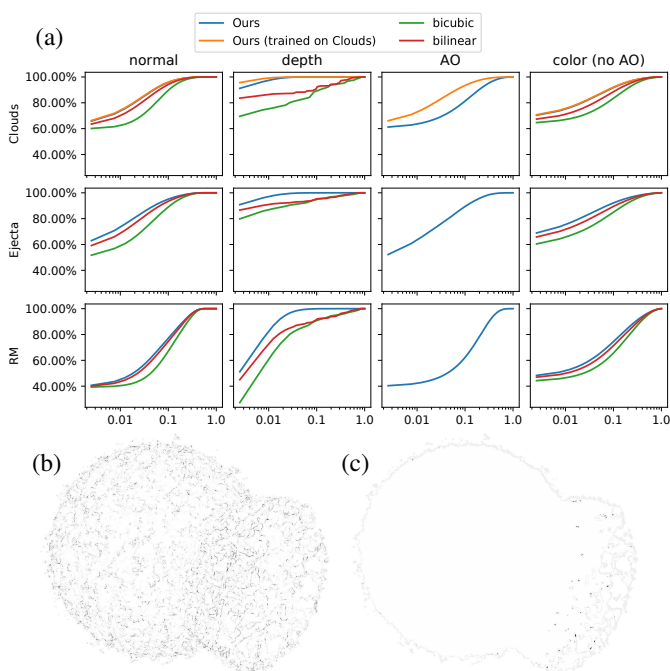 (a)
Ours
Ours (trained on Clouds)
bicubic
bilinear
normal
depth
AO
color (no AO)
Clouds
100.00%
80.00%
60.00%
40.00%
Ejecta
100.00%
80.00%
60.00%
40.00%
RM
100.00%
80.00%
60.00%
40.00%
0.01 0.1 1.0
0.01 0.1 1.0
0.01 0.1 1.0
0.01 0.1 1.0
(b)
(c)